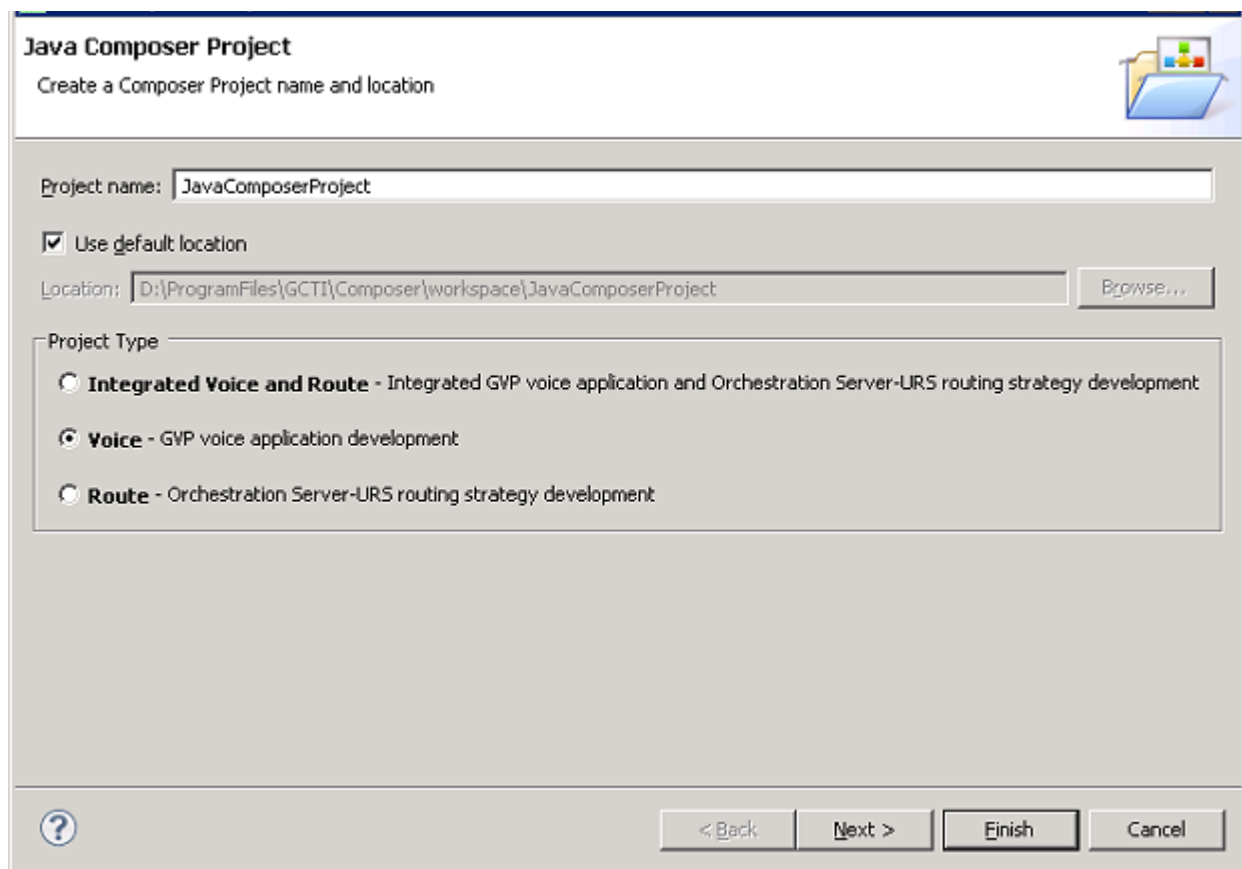 Java Composer Project
Create a Composer Project name and location
Project name: JavaComposerProject
Use default location
Location: D:\ProgramFiles\GCTI\Composer\workspace\JavaComposerProject Browse...
Project Type
Integrated Voice and Route - Integrated GVP voice application and Orchestration Server-URS routing strategy development
Voice - GVP voice application development
Route - Orchestration Server-URS routing strategy development
? < Back Next > Finish Cancel